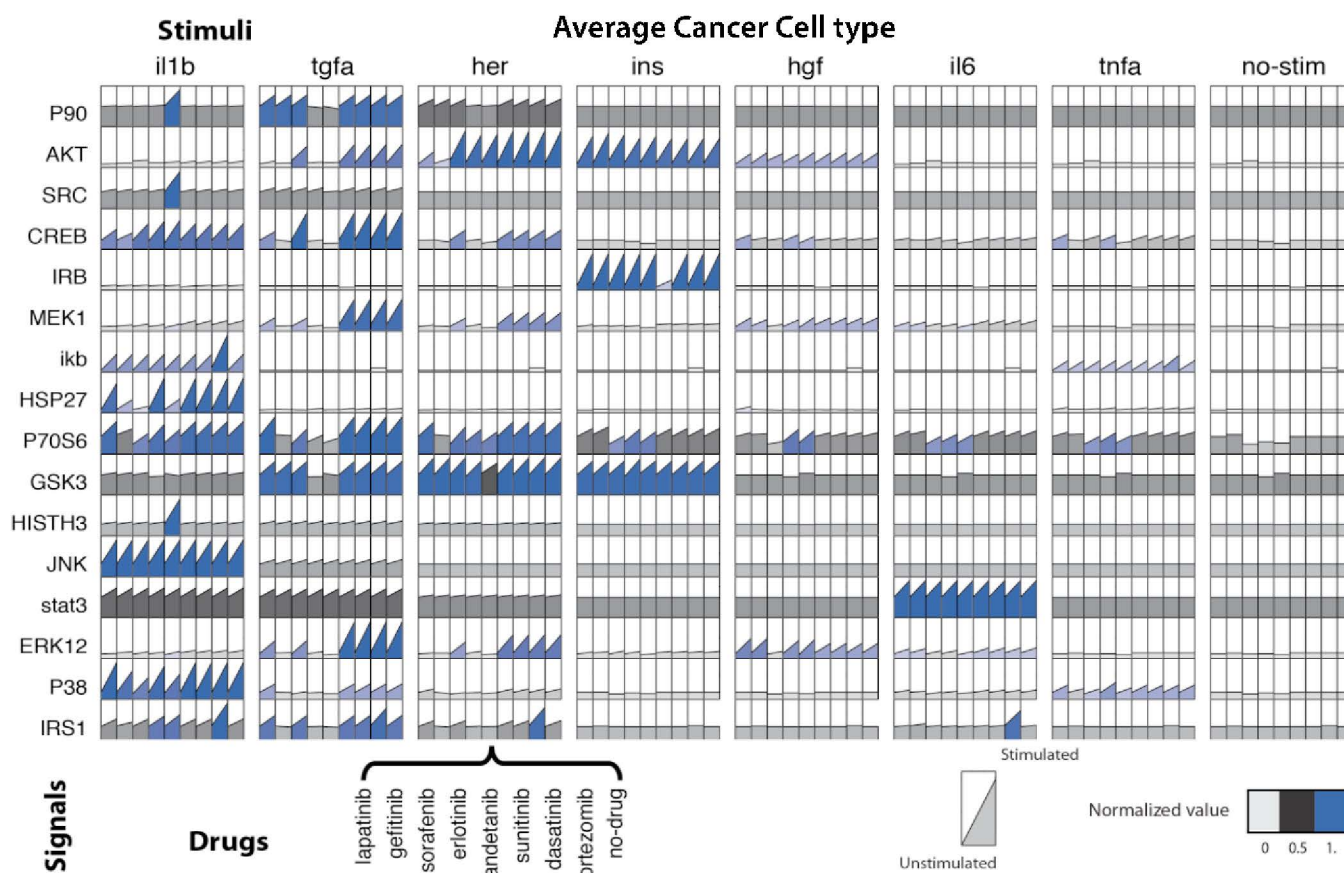 Stimuli
Average Cancer Cell type
il1b tgfa her ins hgf il6 tnfa no-stim
P90
AKT
SRC
CREB
IRB
MEK1
ikb
HSP27
P70S6
GSK3
HISTH3
JNK
stat3
ERK12
P38
IRS1
Signals
Drugs
lapatinib
gefitinib
sorafenib
erlotinib
andetanib
sunitinib
dasatinib
ortezomib
no-drug
Stimulated
Unstimulated
Normalized value
0 0.5 1.